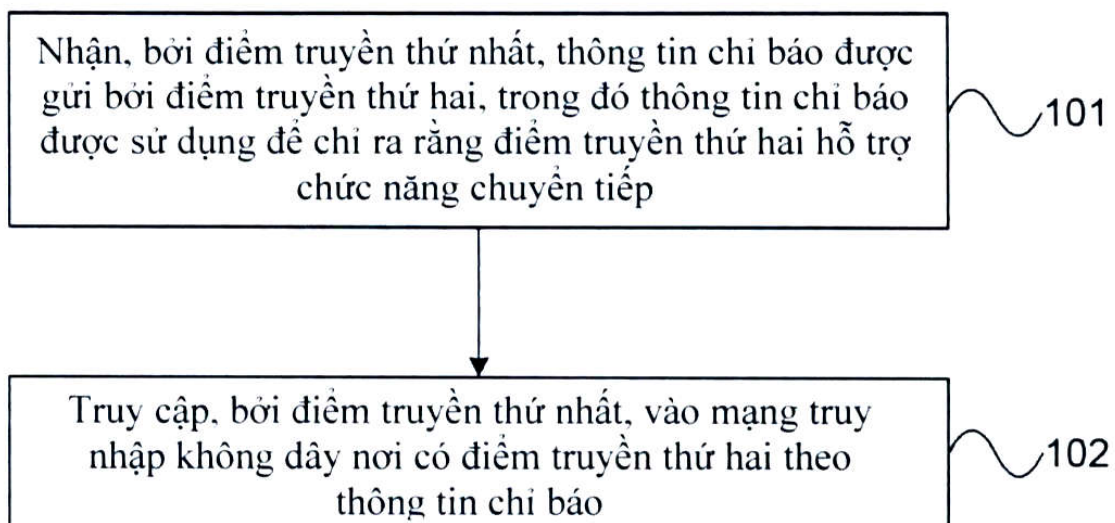 Nhận, bởi điểm truyền thứ nhất, thông tin chỉ báo được
gửi bởi điểm truyền thứ hai, trong đó thông tin chỉ báo
được sử dụng để chỉ ra rằng điểm truyền thứ hai hỗ trợ
chức năng chuyển tiếp
101
Truy cập, bởi điểm truyền thứ nhất, vào mạng truy
nhập không dây nơi có điểm truyền thứ hai theo
thông tin chỉ báo
102